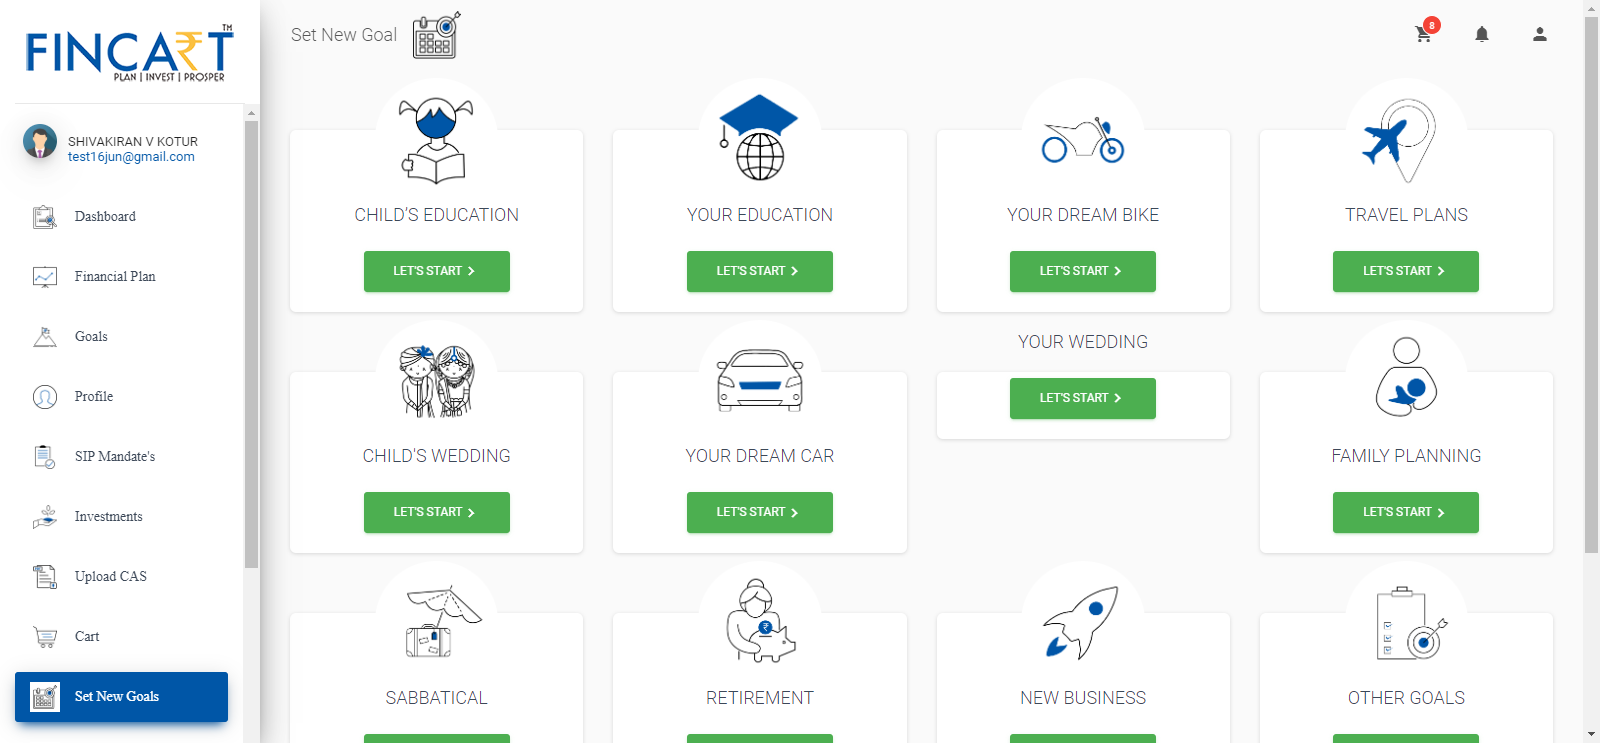 FINCART™
PLAN | INVEST | PROSPER
SHIVAKIRAN V KOTUR
test16jun@gmail.com
Dashboard
Financial Plan
Goals
Profile
SIP Mandate's
Investments
Upload CAS
Cart
Set New Goals
Set New Goal
8
CHILD'S EDUCATION
LET'S START
YOUR EDUCATION
LET'S START
YOUR DREAM BIKE
LET'S START
TRAVEL PLANS
LET'S START
CHILD'S WEDDING
LET'S START
YOUR DREAM CAR
LET'S START
YOUR WEDDING
LET'S START
FAMILY PLANNING
LET'S START
SABBATICAL
RETIREMENT
NEW BUSINESS
OTHER GOALS